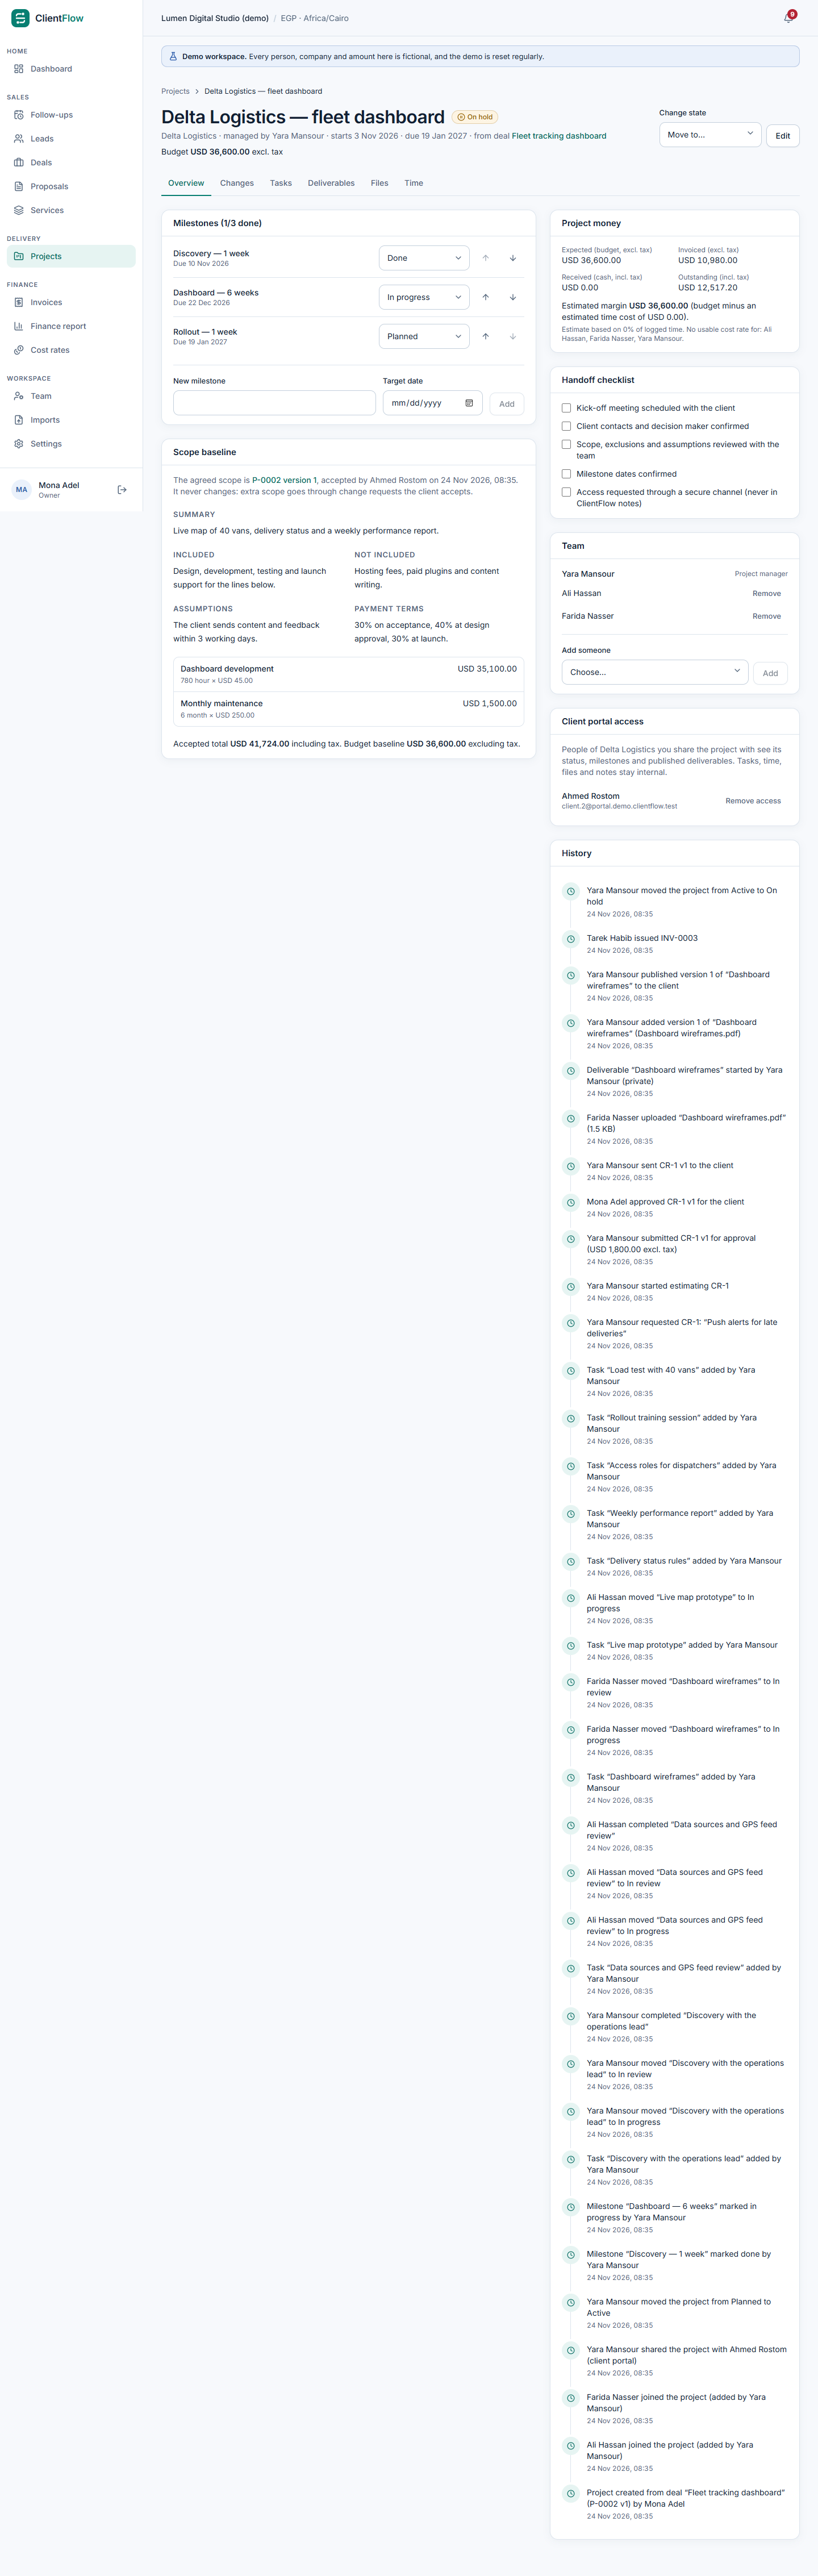 ClientFlow
HOME
Dashboard
SALES
Follow-ups
Leads
Deals
Proposals
Services
DELIVERY
Projects
FINANCE
Invoices
Finance report
Cost rates
WORKSPACE
Team
Imports
Settings
MA
Mona Adel
Owner
Lumen Digital Studio (demo) / EGP · Africa/Cairo
9
Demo workspace. Every person, company and amount here is fictional, and the demo is reset regularly.
Projects > Delta Logistics — fleet dashboard
Delta Logistics — fleet dashboard
On hold
Delta Logistics · managed by Yara Mansour · starts 3 Nov 2026 · due 19 Jan 2027 · from deal Fleet tracking dashboard
Budget USD 36,600.00 excl. tax
Change state
Move to...
Edit
Overview
Changes
Tasks
Deliverables
Files
Time
Milestones (1/3 done)
Discovery — 1 week
Due 10 Nov 2026
Done
Dashboard — 6 weeks
Due 22 Dec 2026
In progress
Rollout — 1 week
Due 19 Jan 2027
Planned
New milestone
Target date
mm/dd/yyyy
Add
Scope baseline
The agreed scope is P-0002 version 1, accepted by Ahmed Rostom on 24 Nov 2026, 08:35.
It never changes: extra scope goes through change requests the client accepts.
SUMMARY
Live map of 40 vans, delivery status and a weekly performance report.
INCLUDED
Design, development, testing and launch
support for the lines below.
NOT INCLUDED
Hosting fees, paid plugins and content
writing.
ASSUMPTIONS
The client sends content and feedback
within 3 working days.
PAYMENT TERMS
30% on acceptance, 40% at design
approval, 30% at launch.
Dashboard development
USD 35,100.00
780 hour × USD 45.00
Monthly maintenance
USD 1,500.00
6 month × USD 250.00
Accepted total USD 41,724.00 including tax. Budget baseline USD 36,600.00 excluding tax.
Project money
Expected (budget, excl. tax)
USD 36,600.00
Invoiced (excl. tax)
USD 10,980.00
Received (cash, incl. tax)
USD 0.00
Outstanding (incl. tax)
USD 12,517.20
Estimated margin USD 36,600.00 (budget minus an
estimated time cost of USD 0.00).
Estimate based on 0% of logged time. No usable cost rate for: Ali
Hassan, Farida Nasser, Yara Mansour.
Handoff checklist
Kick-off meeting scheduled with the client
Client contacts and decision maker confirmed
Scope, exclusions and assumptions reviewed with the
team
Milestone dates confirmed
Access requested through a secure channel (never in
ClientFlow notes)
Team
Yara Mansour
Project manager
Ali Hassan
Remove
Farida Nasser
Remove
Add someone
Choose...
Add
Client portal access
People of Delta Logistics you share the project with see its
status, milestones and published deliverables. Tasks, time,
files and notes stay internal.
Ahmed Rostom
client.2@portal.demo.clientflow.test
Remove access
History
Yara Mansour moved the project from Active to On
hold
24 Nov 2026, 08:35
Tarek Habib issued INV-0003
24 Nov 2026, 08:35
Yara Mansour published version 1 of “Dashboard
wireframes” to the client
24 Nov 2026, 08:35
Yara Mansour added version 1 of “Dashboard
wireframes” (Dashboard wireframes.pdf)
24 Nov 2026, 08:35
Deliverable “Dashboard wireframes” started by Yara
Mansour (private)
24 Nov 2026, 08:35
Farida Nasser uploaded “Dashboard wireframes.pdf”
(1.5 KB)
24 Nov 2026, 08:35
Yara Mansour sent CR-1 v1 to the client
24 Nov 2026, 08:35
Mona Adel approved CR-1 v1 for the client
24 Nov 2026, 08:35
Yara Mansour submitted CR-1 v1 for approval
(USD 1,800.00 excl. tax)
24 Nov 2026, 08:35
Yara Mansour started estimating CR-1
24 Nov 2026, 08:35
Yara Mansour requested CR-1: “Push alerts for late
deliveries”
24 Nov 2026, 08:35
Task “Load test with 40 vans” added by Yara
Mansour
24 Nov 2026, 08:35
Task “Rollout training session” added by Yara
Mansour
24 Nov 2026, 08:35
Task “Access roles for dispatchers” added by Yara
Mansour
24 Nov 2026, 08:35
Task “Weekly performance report” added by Yara
Mansour
24 Nov 2026, 08:35
Task “Delivery status rules” added by Yara Mansour
24 Nov 2026, 08:35
Ali Hassan moved “Live map prototype” to In
progress
24 Nov 2026, 08:35
Task “Live map prototype” added by Yara Mansour
24 Nov 2026, 08:35
Farida Nasser moved “Dashboard wireframes” to In
review
24 Nov 2026, 08:35
Farida Nasser moved “Dashboard wireframes” to In
progress
24 Nov 2026, 08:35
Task “Dashboard wireframes” added by Yara
Mansour
24 Nov 2026, 08:35
Ali Hassan completed “Data sources and GPS feed
review”
24 Nov 2026, 08:35
Ali Hassan moved “Data sources and GPS feed
review” to In review
24 Nov 2026, 08:35
Ali Hassan moved “Data sources and GPS feed
review” to In progress
24 Nov 2026, 08:35
Task “Data sources and GPS feed review” added by
Yara Mansour
24 Nov 2026, 08:35
Yara Mansour completed “Discovery with the
operations lead”
24 Nov 2026, 08:35
Yara Mansour moved “Discovery with the operations
lead” to In review
24 Nov 2026, 08:35
Yara Mansour moved “Discovery with the operations
lead” to In progress
24 Nov 2026, 08:35
Task “Discovery with the operations lead” added by
Yara Mansour
24 Nov 2026, 08:35
Milestone “Dashboard — 6 weeks” marked in
progress by Yara Mansour
24 Nov 2026, 08:35
Milestone “Discovery — 1 week” marked done by
Yara Mansour
24 Nov 2026, 08:35
Yara Mansour moved the project from Planned to
Active
24 Nov 2026, 08:35
Yara Mansour shared the project with Ahmed Rostom
(client portal)
24 Nov 2026, 08:35
Farida Nasser joined the project (added by Yara
Mansour)
24 Nov 2026, 08:35
Ali Hassan joined the project (added by Yara
Mansour)
24 Nov 2026, 08:35
Project created from deal “Fleet tracking dashboard”
(P-0002 v1) by Mona Adel
24 Nov 2026, 08:35